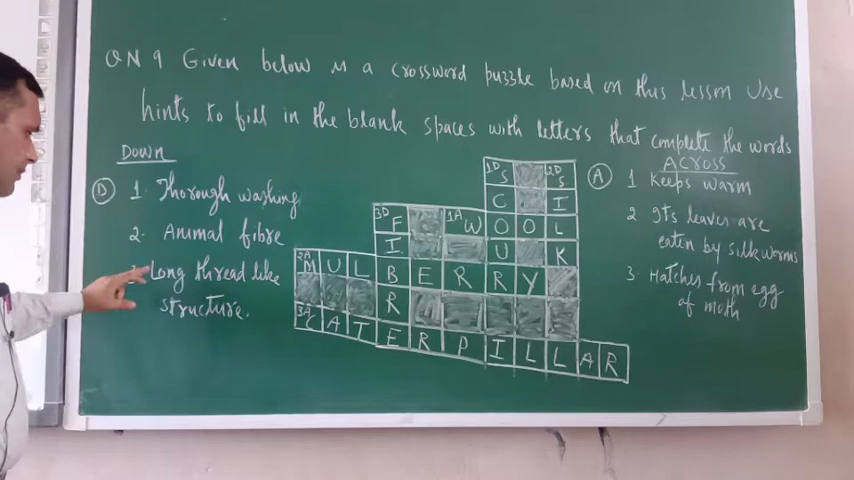 QN 9 Given below is a crossword puzzle based on this lesson Use
hints to fill in the blank spaces with letters that complete the words
Down
D 1. Thorough washing
2. Animal fibre
Long thread like
structure.
A ACROSS
1 Keeps warm
2 Its leaves are
eaten by silkworms
3. Hatches from egg
of moth
1D S 2D S
C I
3D F 1A W O O L
I U K
2A M U L B E R R Y
R
3A C A T E R P I L L A R